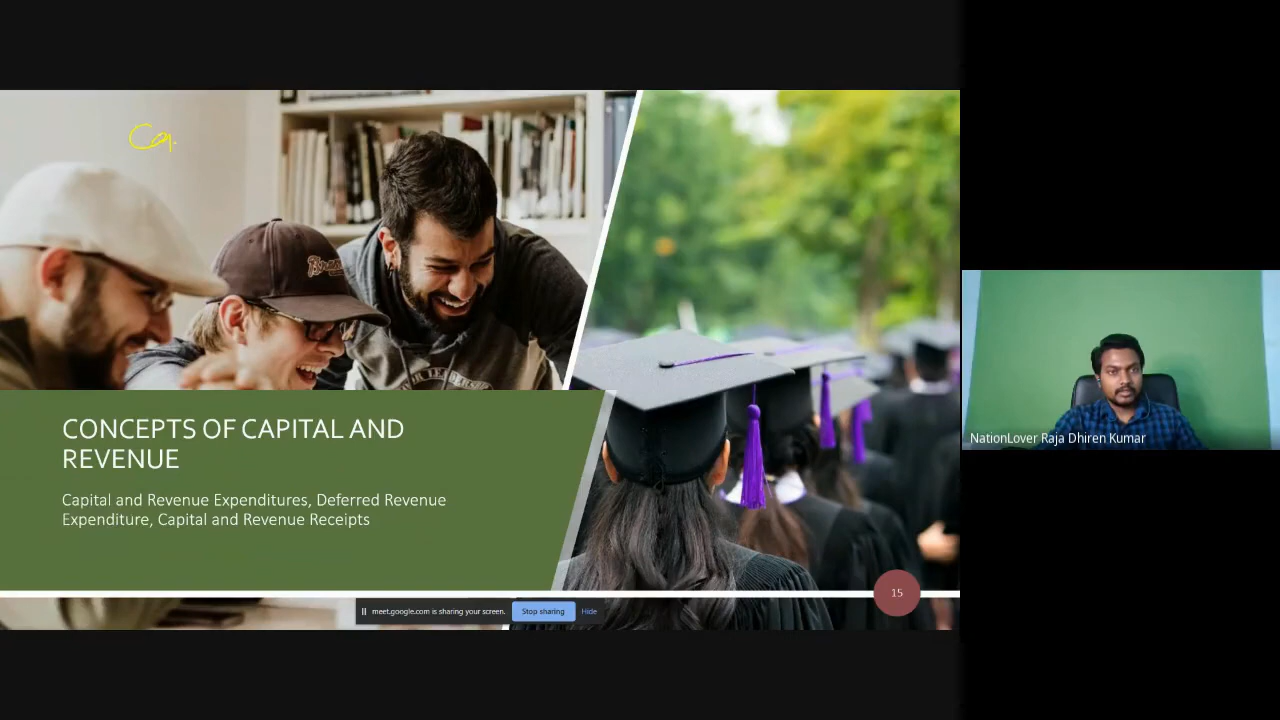 Ca
CONCEPTS OF CAPITAL AND
REVENUE
Capital and Revenue Expenditures, Deferred Revenue
Expenditure, Capital and Revenue Receipts
15
meet.google.com is sharing your screen.
Stop sharing
Hide
NationLover Raja Dhiren Kumar